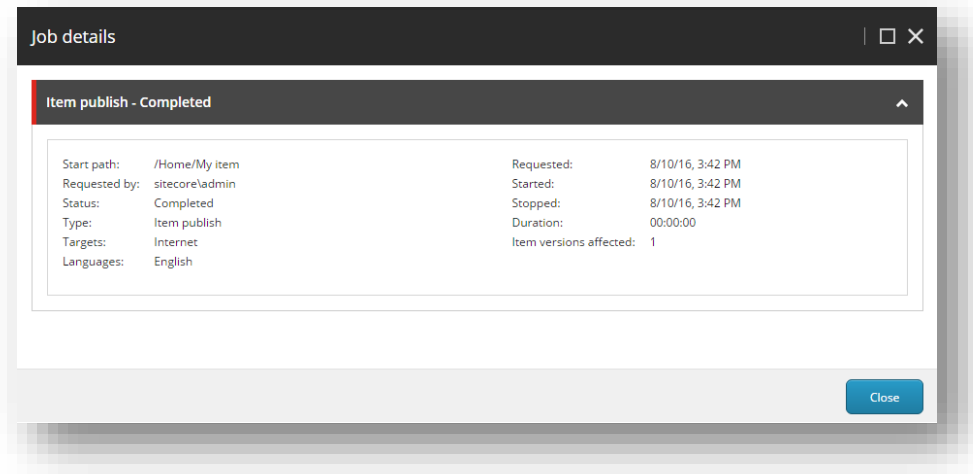 Job details
Item publish - Completed
Start path: /Home/My item
Requested by: sitecore\admin
Status: Completed
Type: Item publish
Targets: Internet
Languages: English
Requested: 8/10/16, 3:42 PM
Started: 8/10/16, 3:42 PM
Stopped: 8/10/16, 3:42 PM
Duration: 00:00:00
Item versions affected: 1
Close